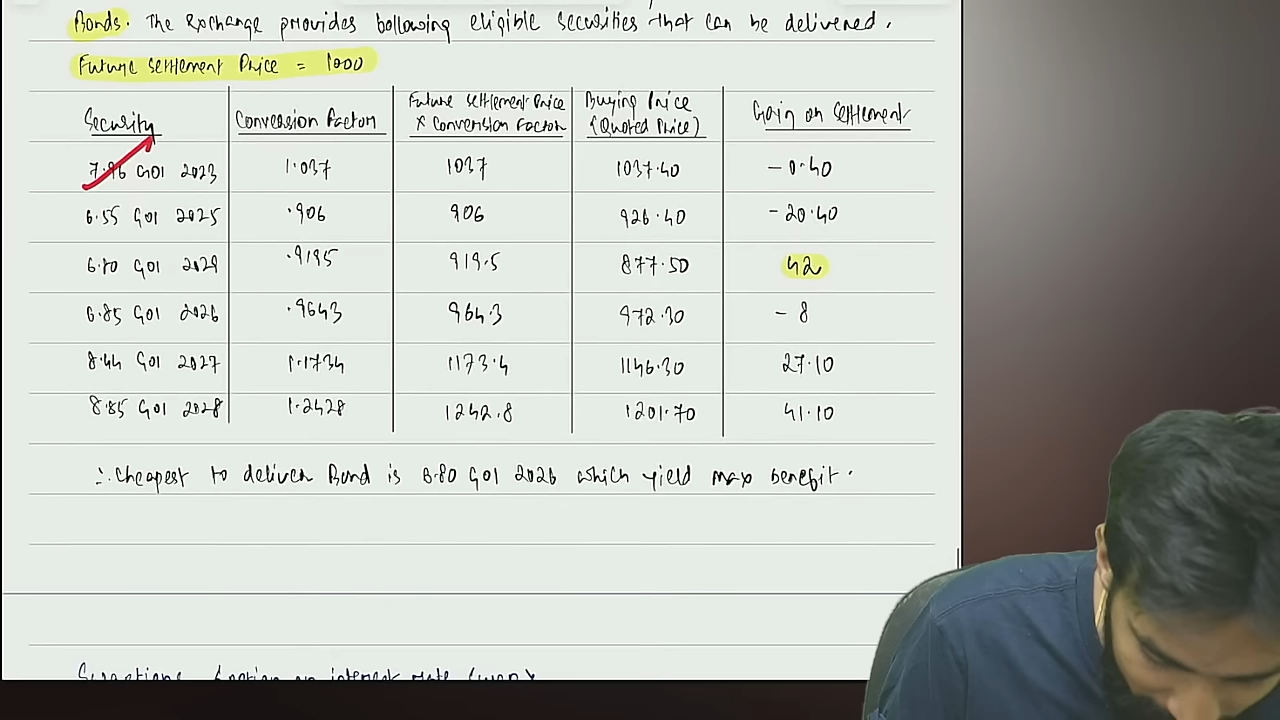 Bonds. The Exchange provides bollowing eligible securities that can be delivered.
Future Settlement Price = 1000
Security | Conversion Factor | Future Settlement Price x Conversion Factor | Buying Price (Quoted Price) | Gain on Settlement
7.96 GOI 2023 | 1.037 | 1037 | 1037.40 | - 0.40
6.55 GOI 2025 | .906 | 906 | 926.40 | - 20.40
6.80 GOI 2029 | .9195 | 919.5 | 877.50 | 42
6.85 GOI 2026 | .9643 | 964.3 | 972.30 | - 8
8.44 GOI 2027 | 1.1734 | 1173.4 | 1146.30 | 27.10
8.85 GOI 2028 | 1.2428 | 1242.8 | 1201.70 | 41.10
∴ Cheapest to deliver Bond is 6.80 GOI 2026 which yield max benefit.